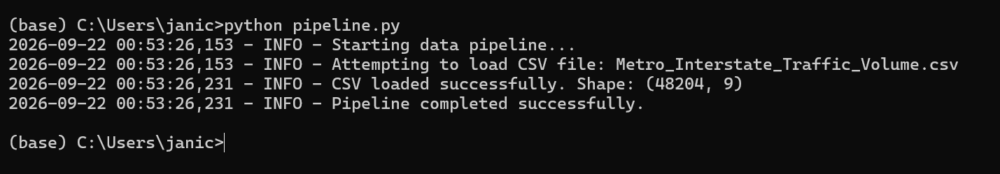 (base) C:\Users\janic>python pipeline.py
2026-09-22 00:53:26,153 - INFO - Starting data pipeline...
2026-09-22 00:53:26,153 - INFO - Attempting to load CSV file: Metro_Interstate_Traffic_Volume.csv
2026-09-22 00:53:26,231 - INFO - CSV loaded successfully. Shape: (48204, 9)
2026-09-22 00:53:26,231 - INFO - Pipeline completed successfully.
(base) C:\Users\janic>